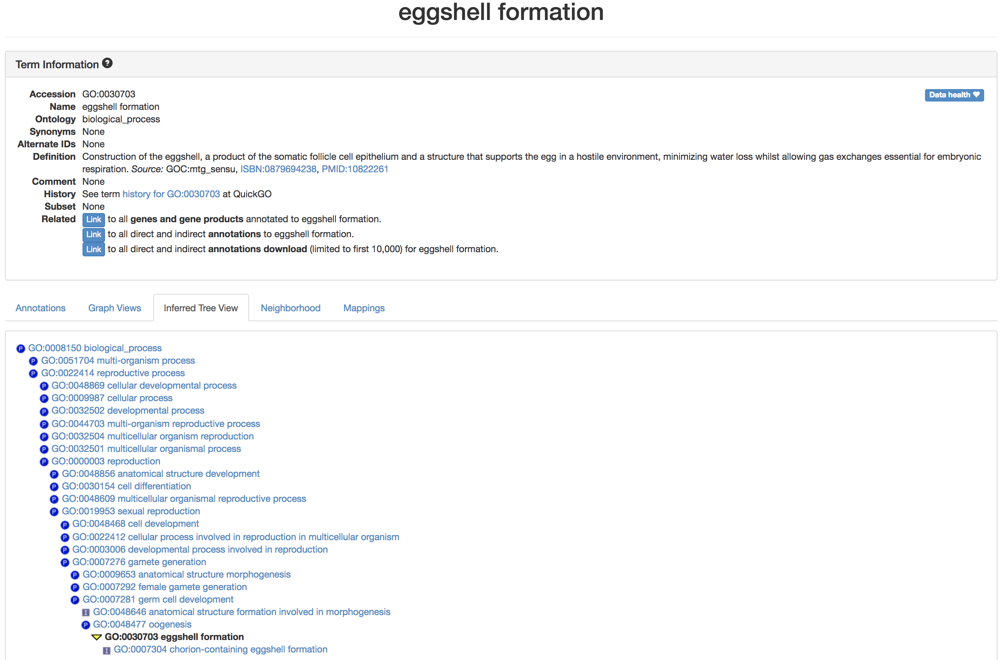 eggshell formation
Term Information ?
Accession GO:0030703
Data health
Name eggshell formation
Ontology biological_process
Synonyms None
Alternate IDs None
Definition Construction of the eggshell, a product of the somatic follicle cell epithelium and a structure that supports the egg in a hostile environment, minimizing water loss whilst allowing gas exchanges essential for embryonic
respiration. Source: GOC:mtg_sensu, ISBN:0879694238, PMID:10822261
Comment None
History See term history for GO:0030703 at QuickGO
Subset None
Related Link to all genes and gene products annotated to eggshell formation.
Link to all direct and indirect annotations to eggshell formation.
Link to all direct and indirect annotations download (limited to first 10,000) for eggshell formation.
Annotations Graph Views Inferred Tree View Neighborhood Mappings
P GO:0008150 biological_process
P GO:0051704 multi-organism process
P GO:0022414 reproductive process
P GO:0048869 cellular developmental process
P GO:0009987 cellular process
P GO:0032502 developmental process
P GO:0044703 multi-organism reproductive process
P GO:0032504 multicellular organism reproduction
P GO:0032501 multicellular organismal process
P GO:0000003 reproduction
P GO:0048856 anatomical structure development
P GO:0030154 cell differentiation
P GO:0048609 multicellular organismal reproductive process
P GO:0019953 sexual reproduction
P GO:0048468 cell development
P GO:0022412 cellular process involved in reproduction in multicellular organism
P GO:0003006 developmental process involved in reproduction
P GO:0007276 gamete generation
P GO:0009653 anatomical structure morphogenesis
P GO:0007292 female gamete generation
P GO:0007281 germ cell development
I GO:0048646 anatomical structure formation involved in morphogenesis
P GO:0048477 oogenesis
GO:0030703 eggshell formation
I GO:0007304 chorion-containing eggshell formation